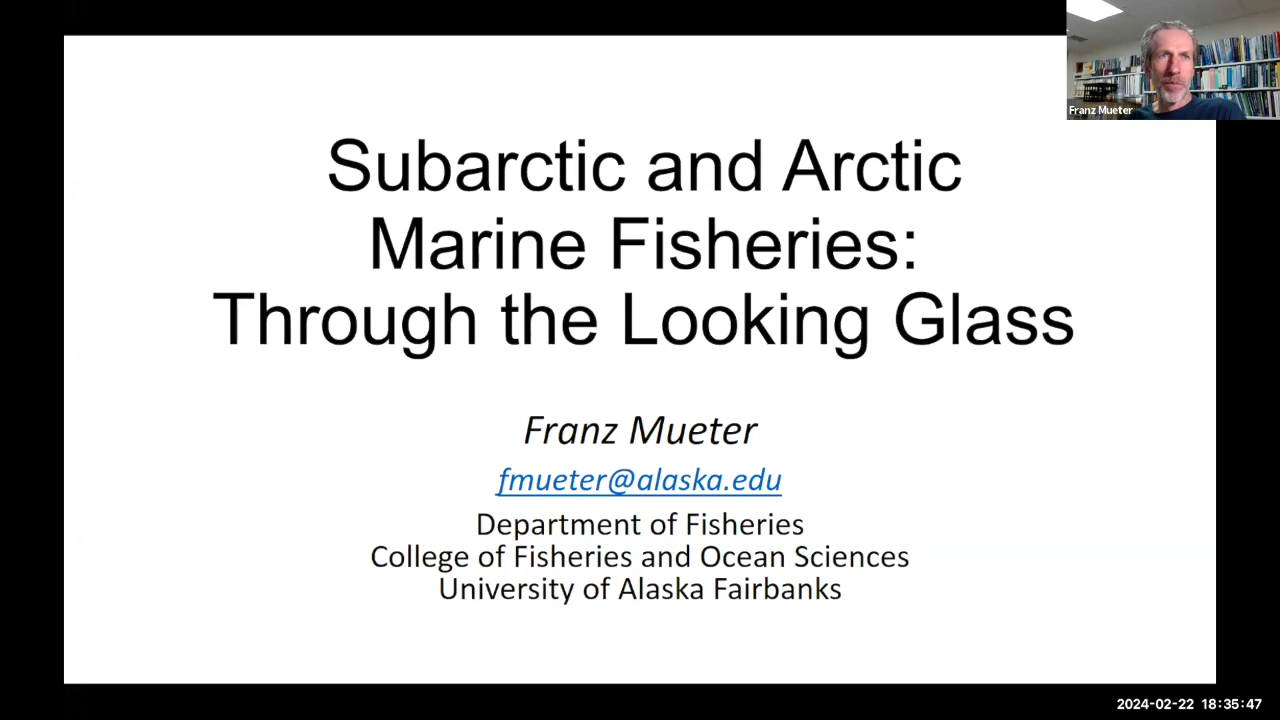 Franz Mueter
Subarctic and Arctic
Marine Fisheries:
Through the Looking Glass
Franz Mueter
fmueter@alaska.edu
Department of Fisheries
College of Fisheries and Ocean Sciences
University of Alaska Fairbanks
2024-02-22 18:35:47